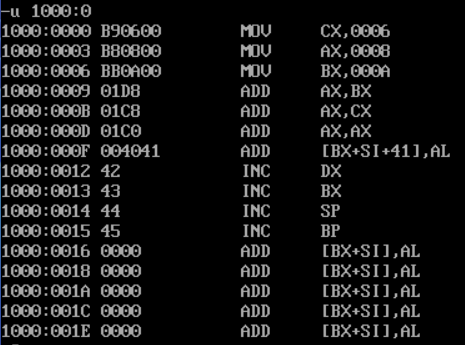 -u 1000:0
1000:0000 B90600 MOV CX,0006
1000:0003 B80800 MOV AX,0008
1000:0006 BB0A00 MOV BX,000A
1000:0009 01D8 ADD AX,BX
1000:000B 01C8 ADD AX,CX
1000:000D 01C0 ADD AX,AX
1000:000F 004041 ADD [BX+SI+41],AL
1000:0012 42 INC DX
1000:0013 43 INC BX
1000:0014 44 INC SP
1000:0015 45 INC BP
1000:0016 0000 ADD [BX+SI],AL
1000:0018 0000 ADD [BX+SI],AL
1000:001A 0000 ADD [BX+SI],AL
1000:001C 0000 ADD [BX+SI],AL
1000:001E 0000 ADD [BX+SI],AL